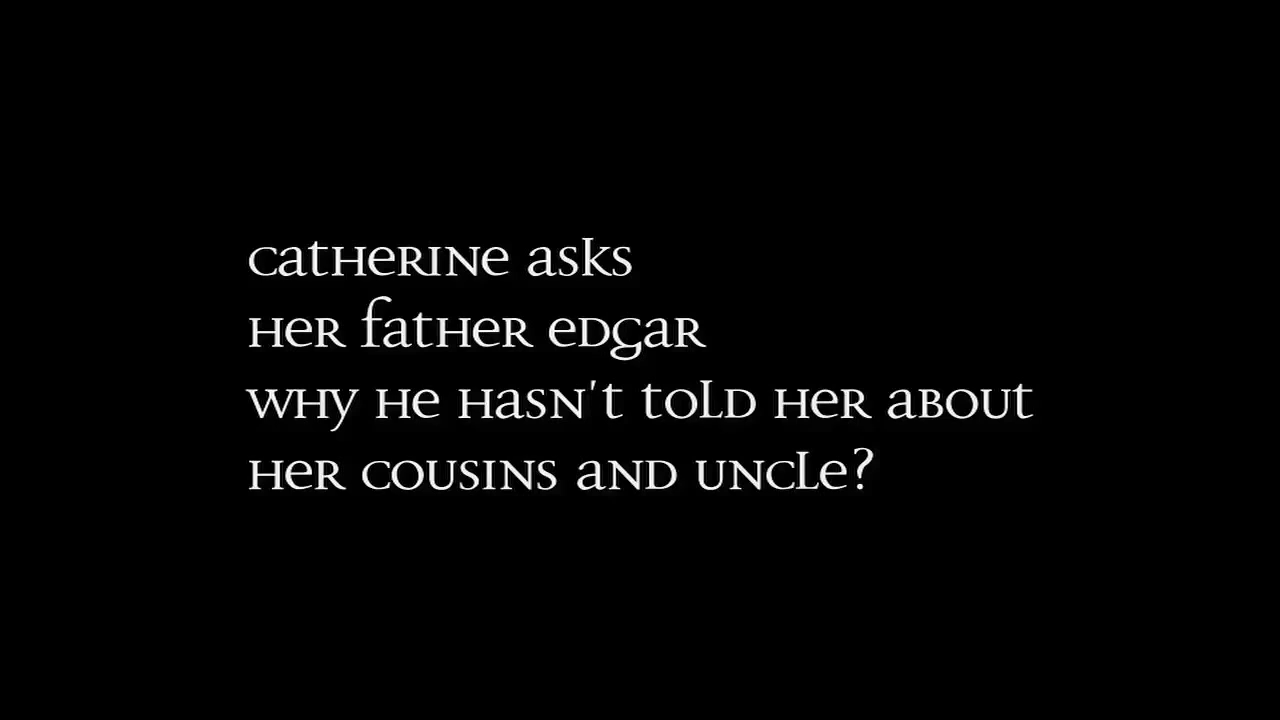 Catherine asks
her father Edgar
why he hasn't told her about
her cousins and uncle?